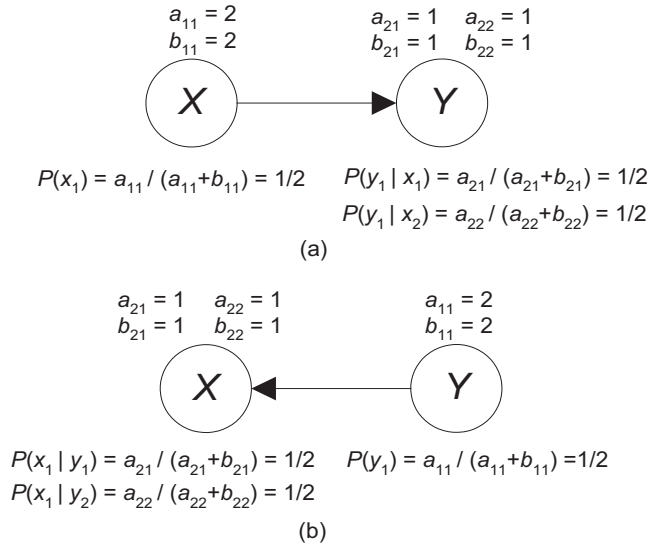 a₁₁ = 2
b₁₁ = 2
a₂₁ = 1 a₂₂ = 1
b₂₁ = 1 b₂₂ = 1
X
Y
P(x₁) = a₁₁ / (a₁₁+b₁₁) = 1/2
P(y₁ | x₁) = a₂₁ / (a₂₁+b₂₁) = 1/2
P(y₁ | x₂) = a₂₂ / (a₂₂+b₂₂) = 1/2
(a)
a₂₁ = 1 a₂₂ = 1
b₂₁ = 1 b₂₂ = 1
a₁₁ = 2
b₁₁ = 2
X
Y
P(x₁ | y₁) = a₂₁ / (a₂₁+b₂₁) = 1/2
P(x₁ | y₂) = a₂₂ / (a₂₂+b₂₂) = 1/2
P(y₁) = a₁₁ / (a₁₁+b₁₁) =1/2
(b)